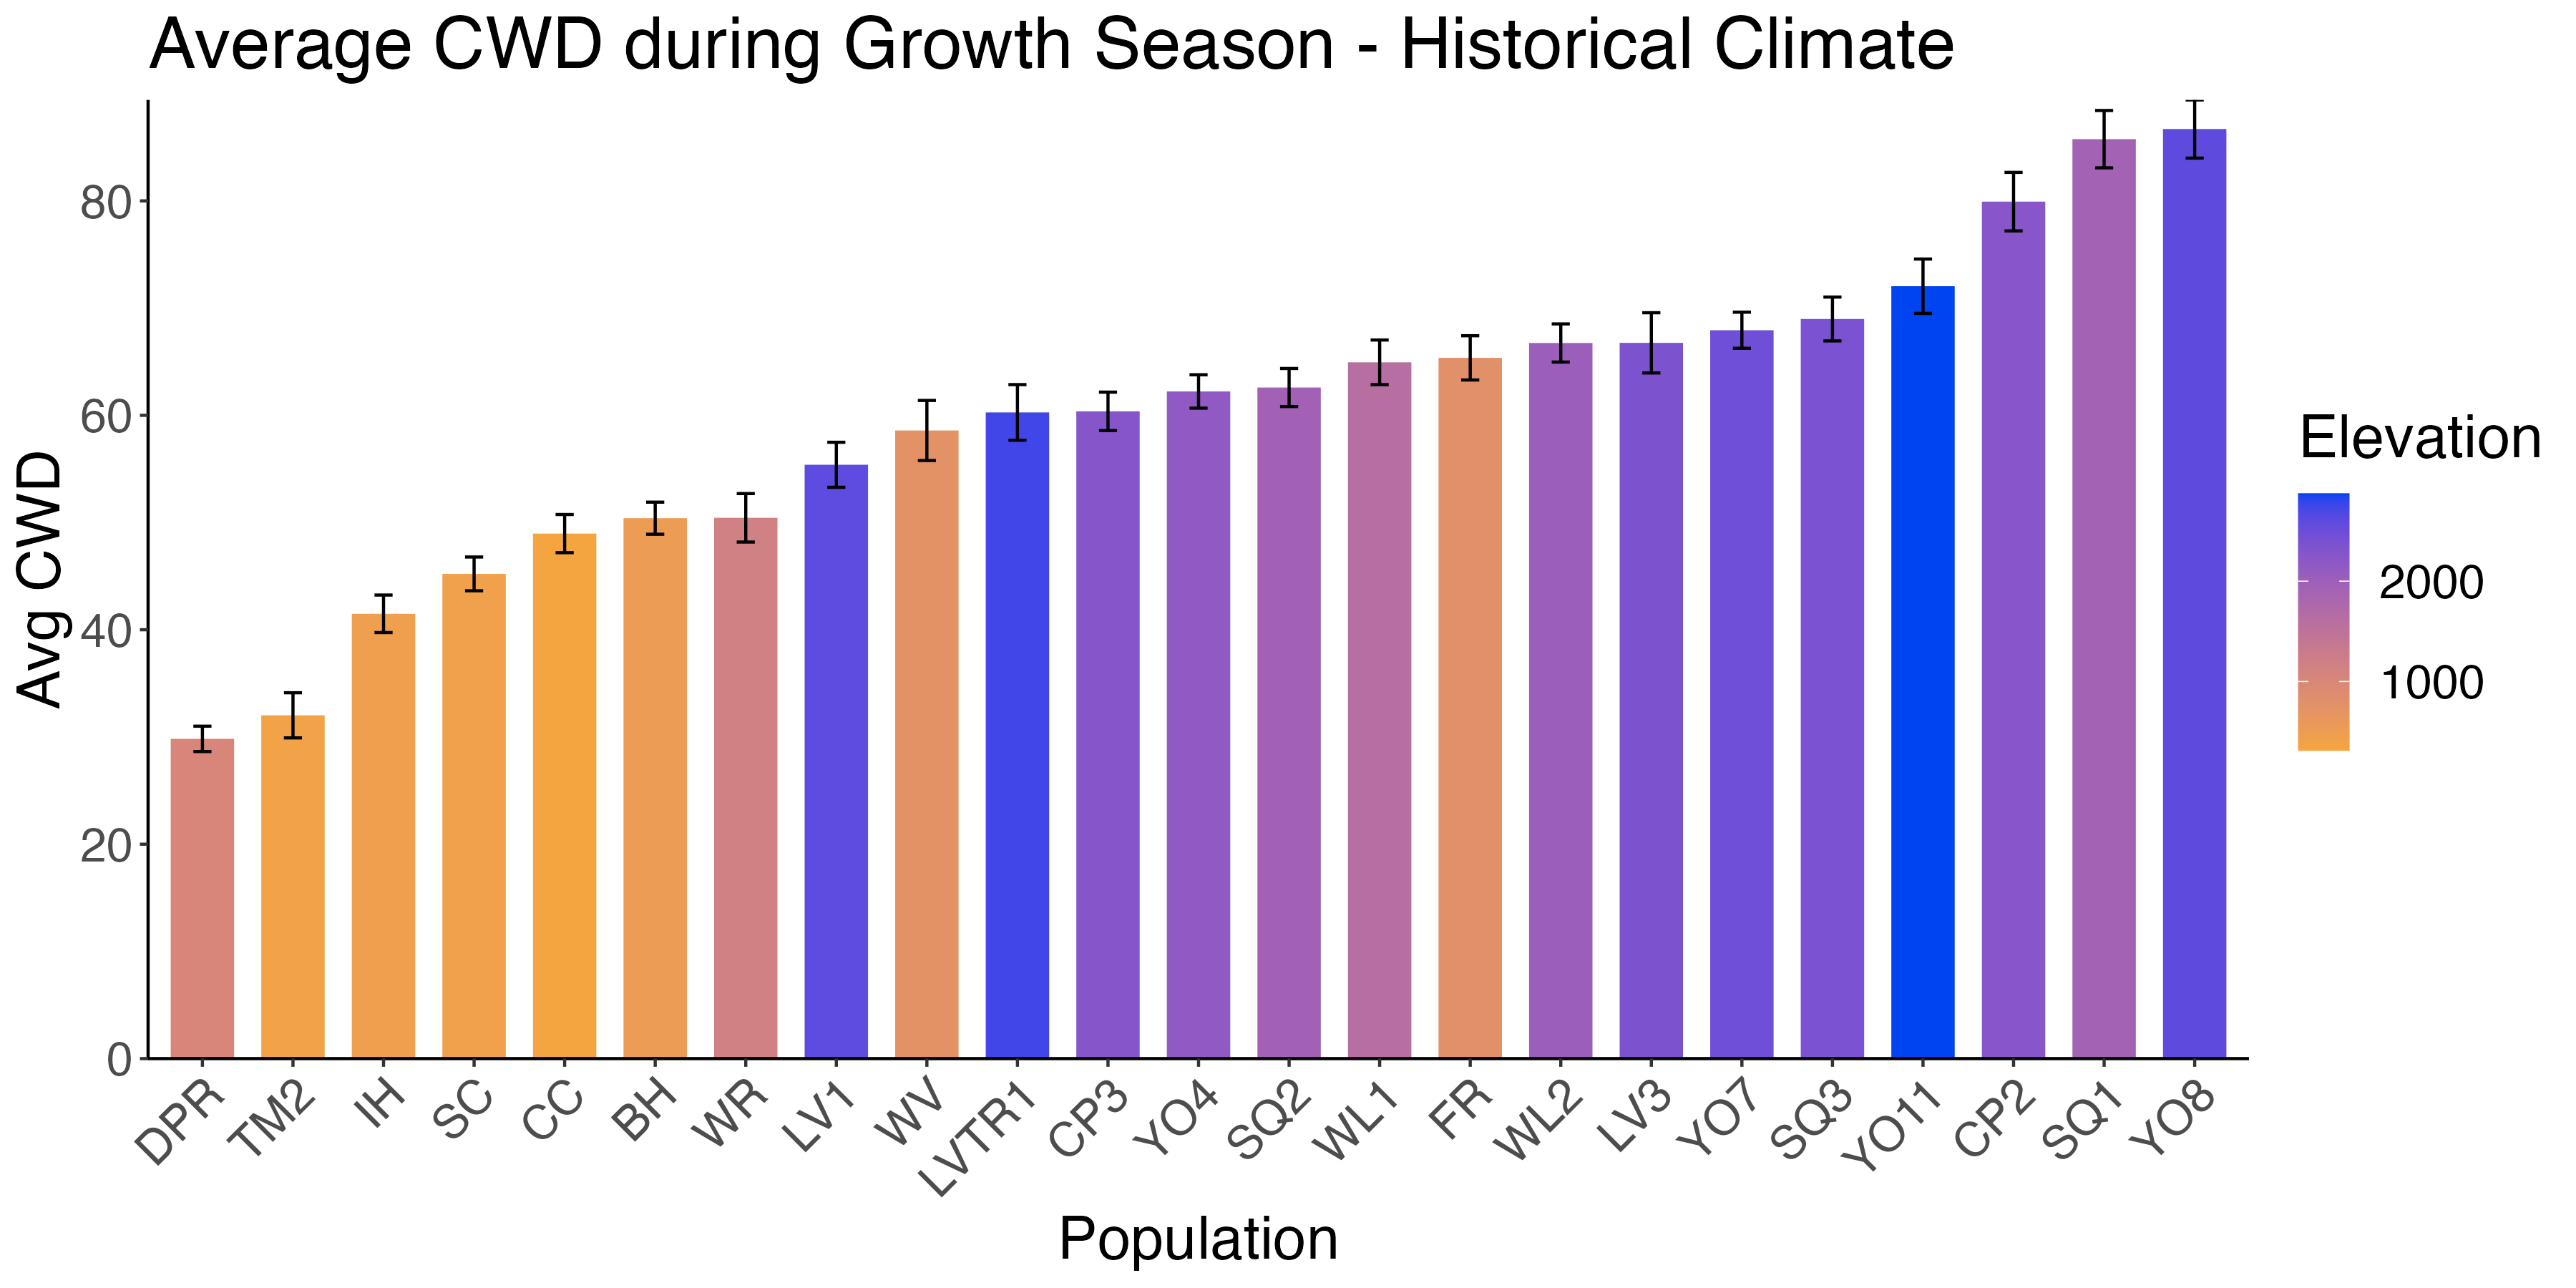 Average CWD during Growth Season - Historical Climate
Avg CWD
80
60
40
20
0
DPR
TM2
IH
SC
CC
BH
WR
LV1
WV
LVTR1
CP3
YO4
SQ2
WL1
FR
WL2
LV3
YO7
SQ3
YO11
CP2
SQ1
YO8
Population
Elevation
2000
1000